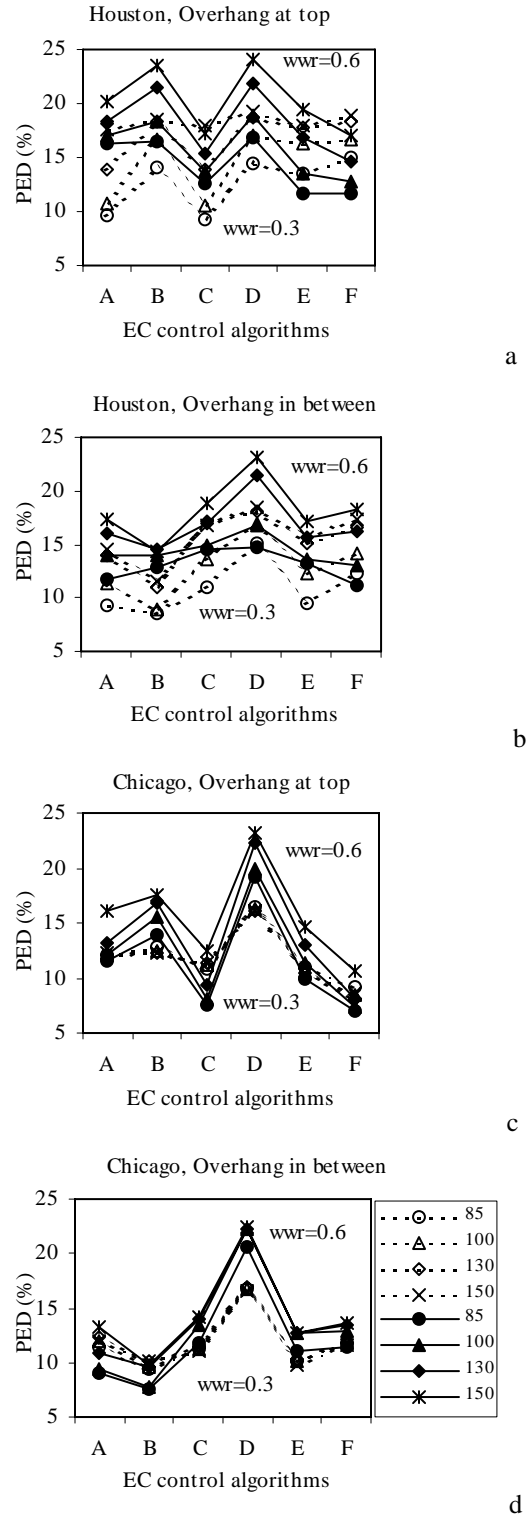 Houston, Overhang at top
25
wwr=0.6
20
15
10
wwr=0.3
5
PED (%)
A B C D E F
EC control algorithms
a
Houston, Overhang in between
25
wwr=0.6
20
15
10
wwr=0.3
5
PED (%)
A B C D E F
EC control algorithms
b
Chicago, Overhang at top
25
wwr=0.6
20
15
10
wwr=0.3
5
PED (%)
A B C D E F
EC control algorithms
c
Chicago, Overhang in between
25
wwr=0.6
20
15
10
wwr=0.3
5
PED (%)
A B C D E F
EC control algorithms
85
100
130
150
85
100
130
150
d